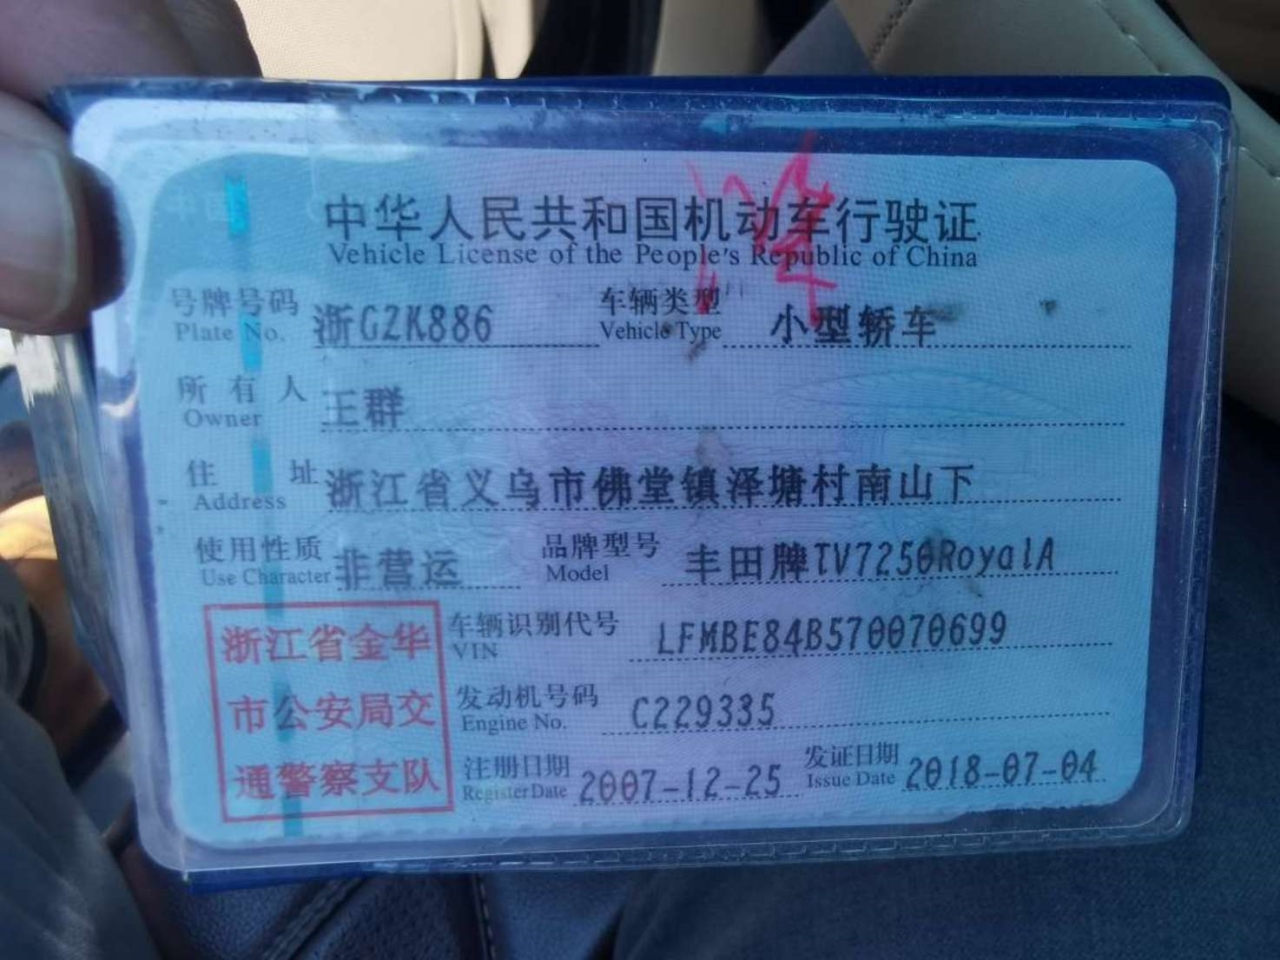 中华人民共和国机动车行驶证
Vehicle License of the People's Republic of China
号牌号码 浙G2K886 车辆类型 小型轿车
Plate No. Vehicle Type
所有人 王群
Owner
住址 浙江省义乌市佛堂镇泽塘村南山下
Address
使用性质 非营运 品牌型号 丰田牌TV7250RoyalA
Use Character Model
浙江省金华
市公安局交
通警察支队
车辆识别代号 LFMBE84B570070699
VIN
发动机号码 C229335
Engine No.
注册日期 2007-12-25 发证日期 2018-07-04
Register Date Issue Date